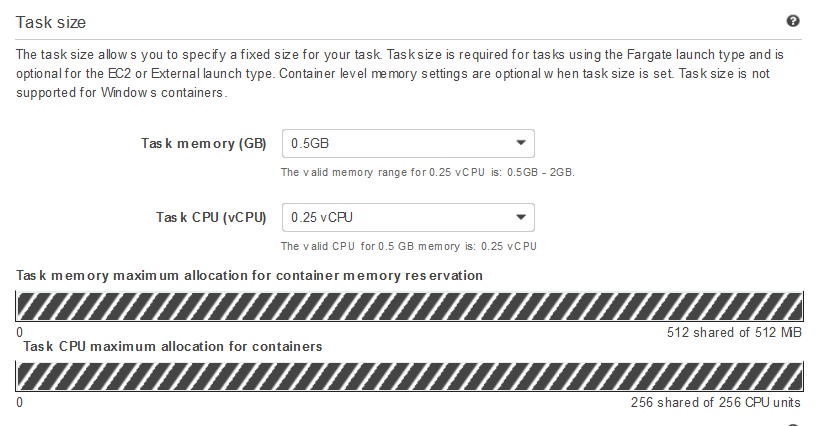 Task size
The task size allows you to specify a fixed size for your task. Task size is required for tasks using the Fargate launch type and is
optional for the EC2 or External launch type. Container level memory settings are optional when task size is set. Task size is not
supported for Windows containers.
Task memory (GB) 0.5GB
The valid memory range for 0.25 vCPU is: 0.5GB - 2GB.
Task CPU (vCPU) 0.25 vCPU
The valid CPU for 0.5 GB memory is: 0.25 vCPU
Task memory maximum allocation for container memory reservation
0 512 shared of 512 MiB
Task CPU maximum allocation for containers
0 256 shared of 256 CPU units